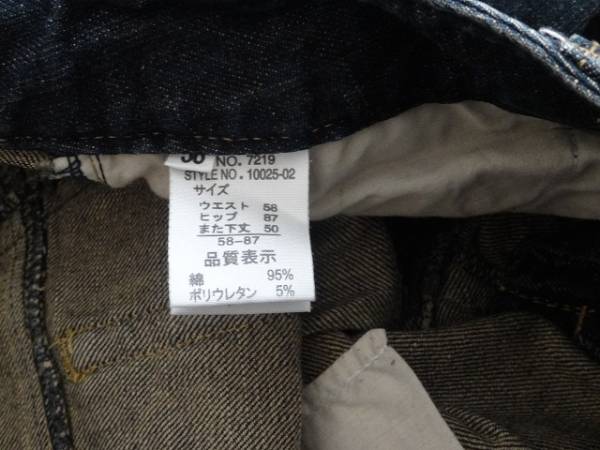 NO. 7219
STYLE NO. 10025-02
サイズ
ウエスト 58
ヒップ 87
また下丈 50
58-87
品質表示
綿 95%
ポリウレタン 5%